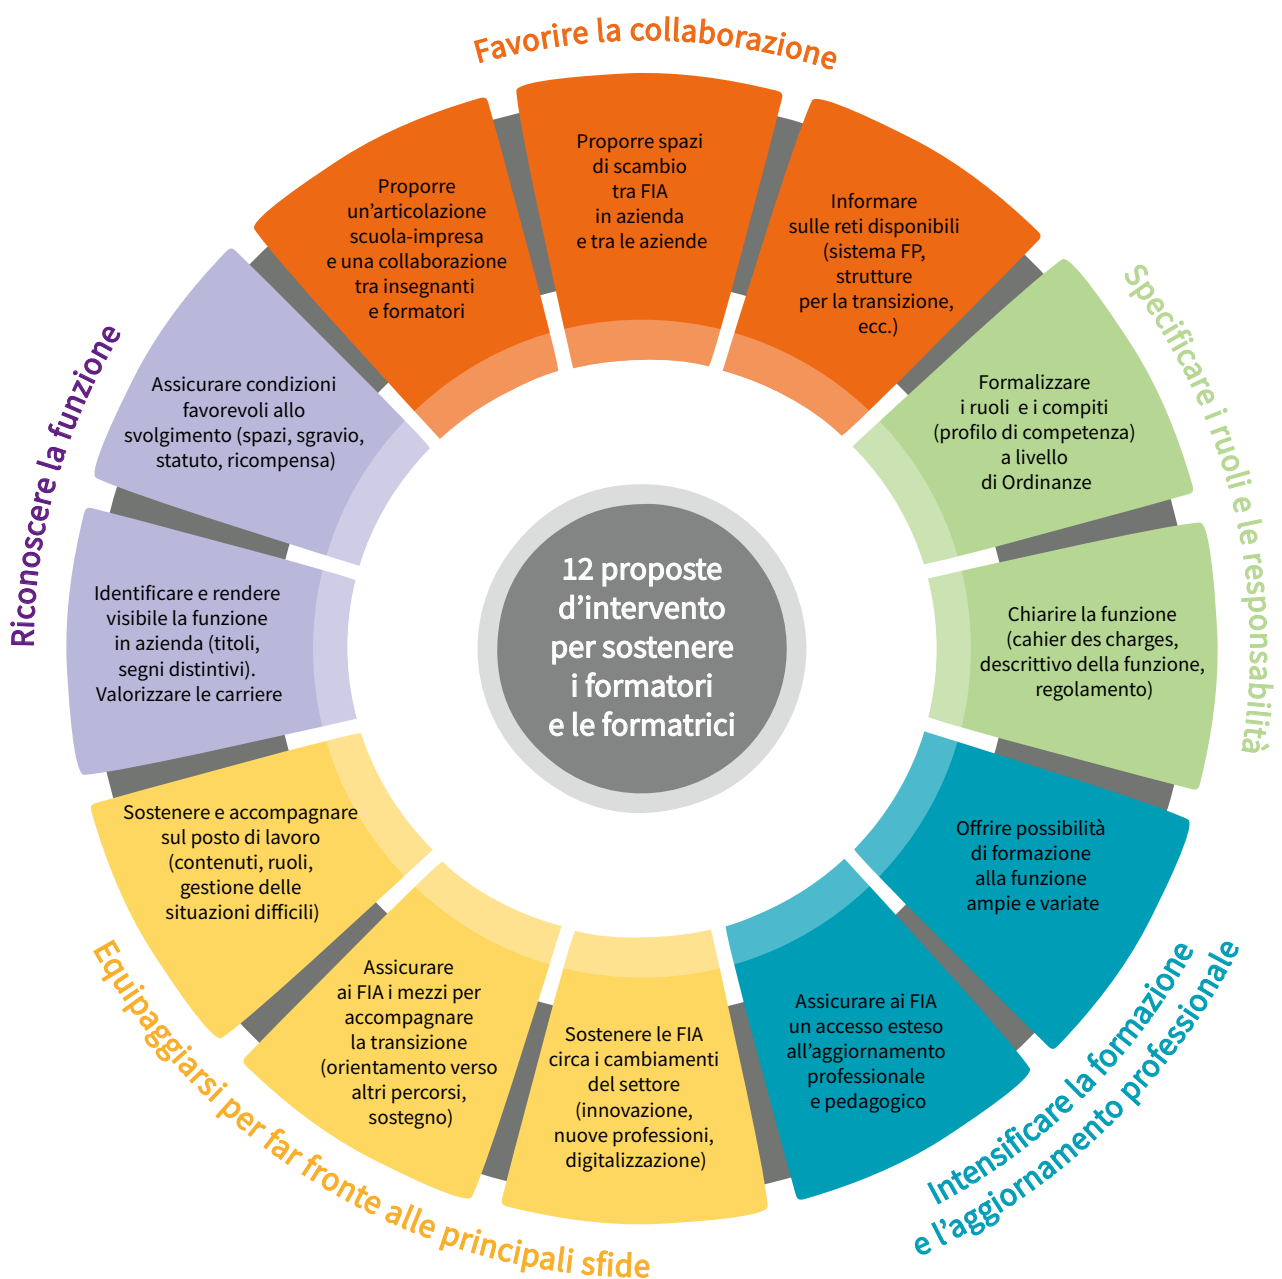 Favorire la collaborazione
Proporre
un’articolazione
scuola-impresa
e una collaborazione
tra insegnanti
e formatori
Proporre spazi
di scambio
tra FIA
in azienda
e tra le aziende
Informare
sulle reti disponibili
(sistema FP,
strutture
per la transizione,
ecc.)
Specificare i ruoli e le responsabilità
Formalizzare
i ruoli e i compiti
(profilo di competenza)
a livello
di Ordinanze
Chiarire la funzione
(cahier des charges,
descrittivo della funzione,
regolamento)
Intensificare la formazione
e l’aggiornamento professionale
Offrire possibilità
di formazione
alla funzione
ampie e variate
Assicurare ai FIA
un accesso esteso
all’aggiornamento
professionale
e pedagogico
Equipaggiarsi per far fronte alle principali sfide
Sostenere le FIA
circa i cambiamenti
del settore
(innovazione,
nuove professioni,
digitalizzazione)
Assicurare
ai FIA i mezzi per
accompagnare
la transizione
(orientamento verso
altri percorsi,
sostegno)
Sostenere e accompagnare
sul posto di lavoro
(contenuti, ruoli,
gestione delle
situazioni difficili)
Riconoscere la funzione
Identificare e rendere
visibile la funzione
in azienda (titoli,
segni distintivi).
Valorizzare le carriere
Assicurare condizioni
favorevoli allo
svolgimento (spazi, sgravio,
statuto, ricompensa)
12 proposte
d’intervento
per sostenere
i formatori
e le formatrici